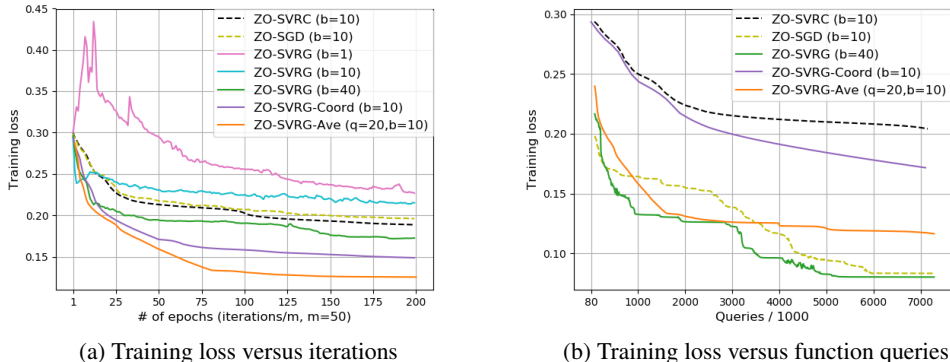 0.45
0.40
0.35
0.30
0.25
0.20
0.15
Training loss
ZO-SVRC (b=10)
ZO-SGD (b=10)
ZO-SVRG (b=1)
ZO-SVRG (b=10)
ZO-SVRG (b=40)
ZO-SVRG-Coord (b=10)
ZO-SVRG-Ave (q=20,b=10)
1 25 50 75 100 125 150 175 200
# of epochs (iterations/m, m=50)
(a) Training loss versus iterations
0.30
0.25
0.20
0.15
0.10
Training loss
ZO-SVRC (b=10)
ZO-SGD (b=10)
ZO-SVRG (b=40)
ZO-SVRG-Coord (b=10)
ZO-SVRG-Ave (q=20,b=10)
80 1000 2000 3000 4000 5000 6000 7000
Queries / 1000
(b) Training loss versus function queries